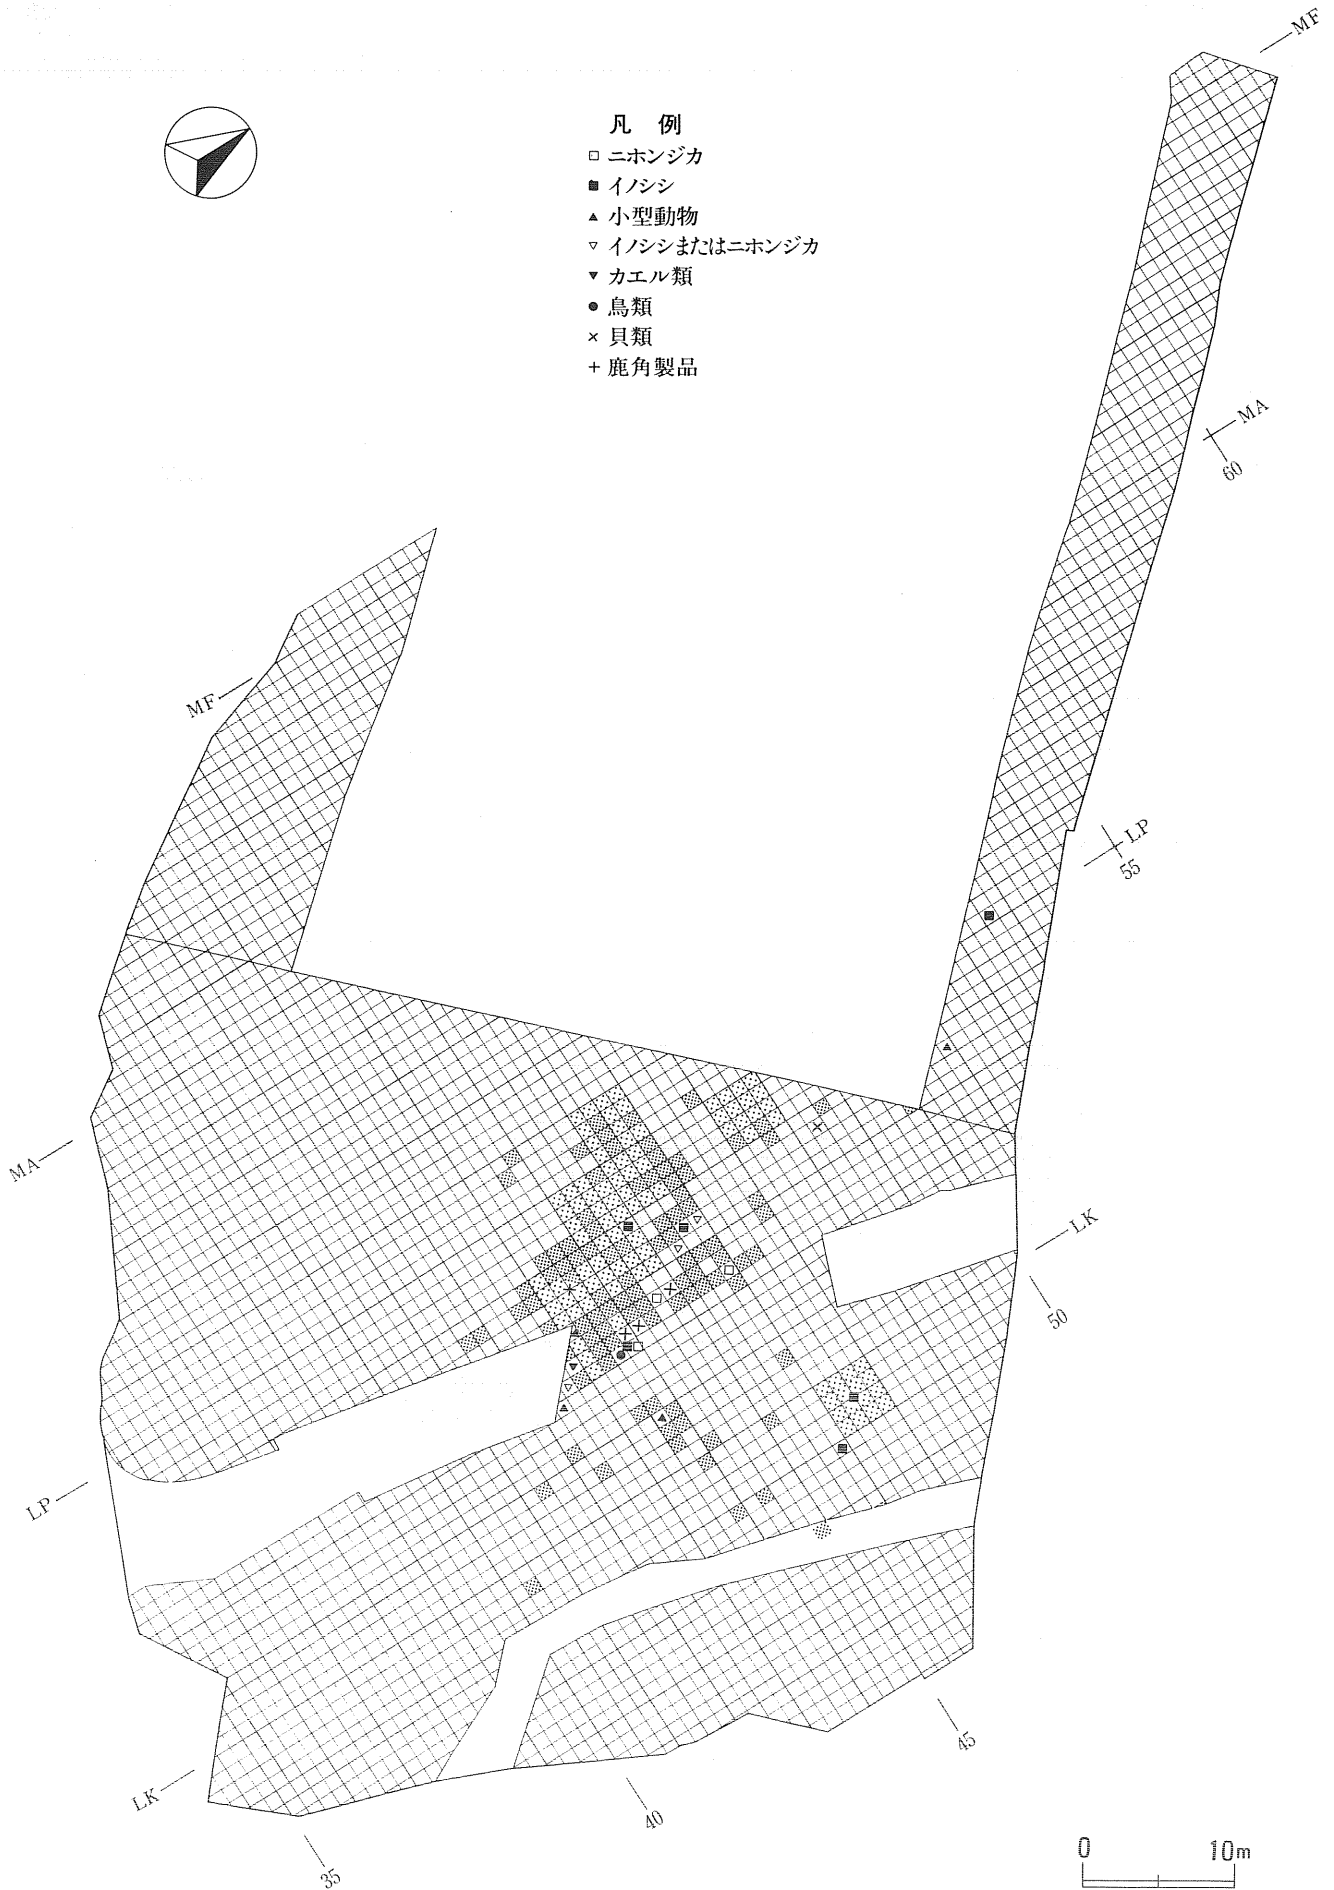 MF
凡 例
□ ニホンジカ
■ イノシシ
▲ 小型動物
▽ イノシシまたはニホンジカ
▼ カエル類
● 鳥類
× 貝類
+ 鹿角製品
MA
60
MF
LP
55
MA
LK
50
LP
45
LK
40
35
0 10m